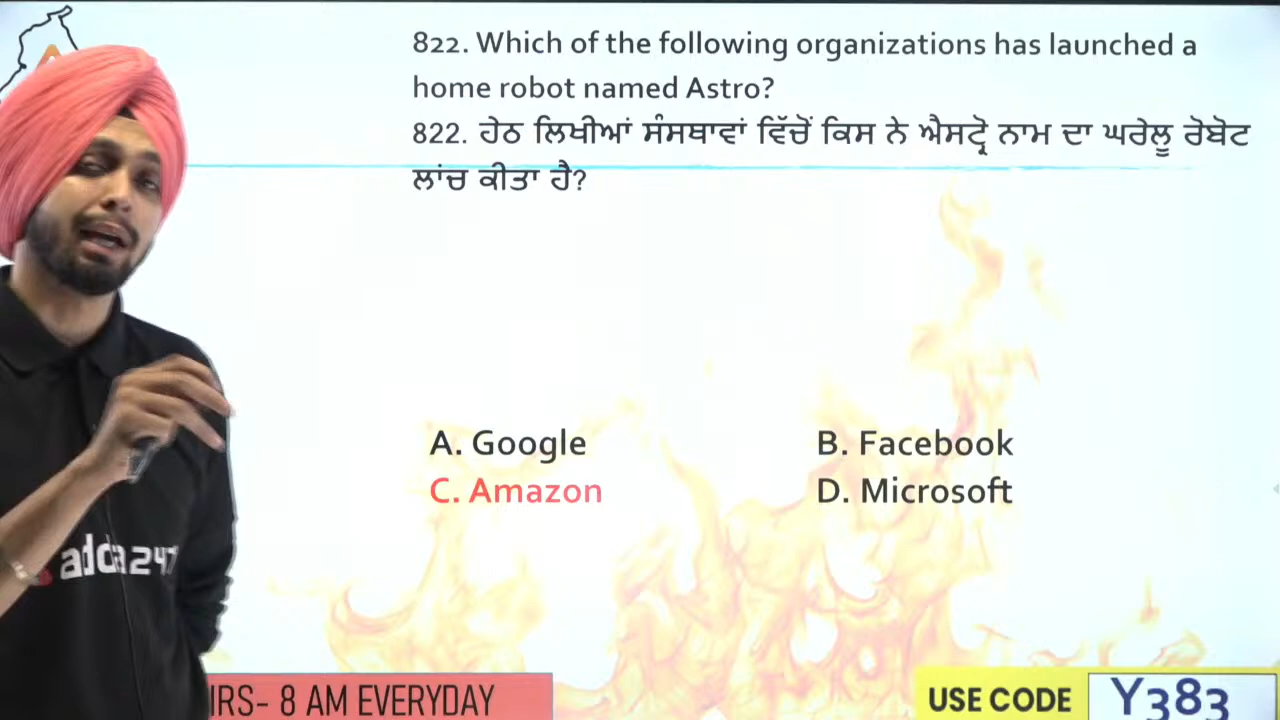 822. Which of the following organizations has launched a
home robot named Astro?
822. ਹੇਠ ਲਿਖੀਆਂ ਸੰਸਥਾਵਾਂ ਵਿੱਚੋਂ ਕਿਸ ਨੇ ਐਸਟ੍ਰੋ ਨਾਮ ਦਾ ਘਰੇਲੂ ਰੋਬੋਟ
ਲਾਂਚ ਕੀਤਾ ਹੈ?
A. Google
B. Facebook
C. Amazon
D. Microsoft
adda247
8 AM EVERYDAY
USE CODE
Y383